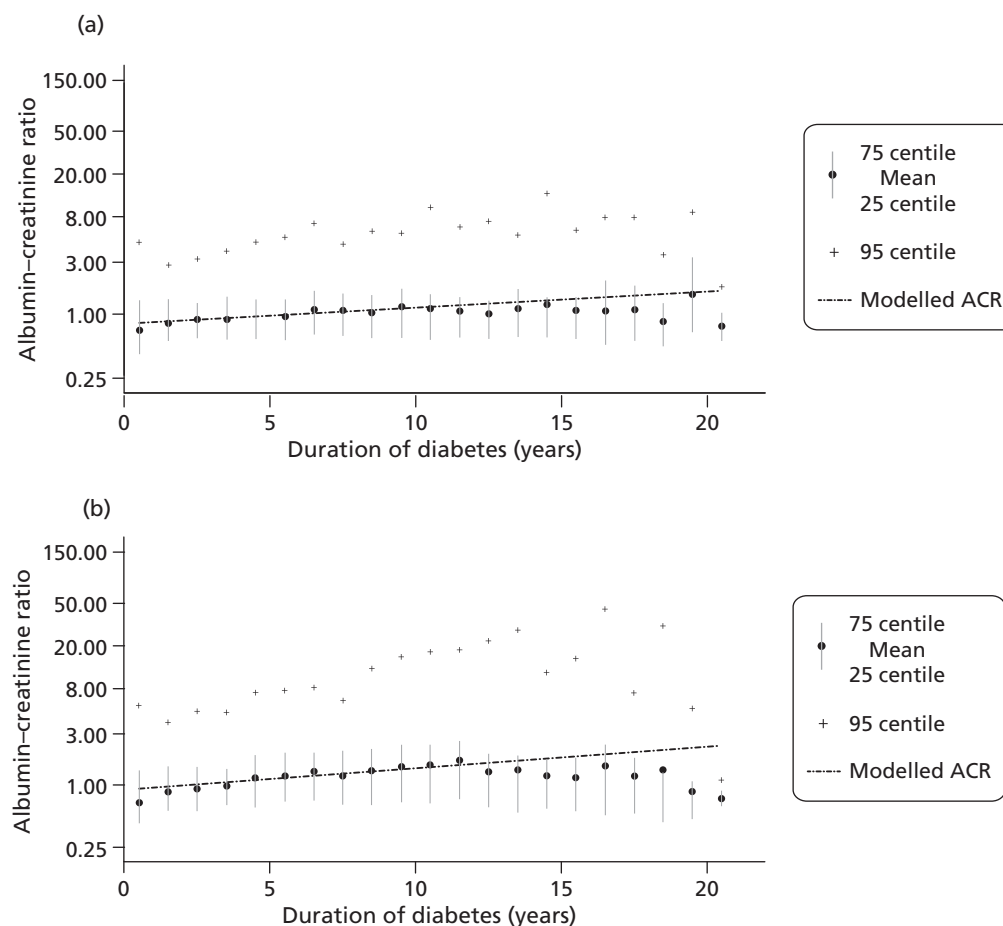 (a)
Albumin–creatinine ratio
150.00
50.00
20.00
8.00
3.00
1.00
0.25
0
5
10
15
20
Duration of diabetes (years)
75 centile
Mean
25 centile
95 centile
Modelled ACR
(b)
Albumin–creatinine ratio
150.00
50.00
20.00
8.00
3.00
1.00
0.25
0
5
10
15
20
Duration of diabetes (years)
75 centile
Mean
25 centile
95 centile
Modelled ACR